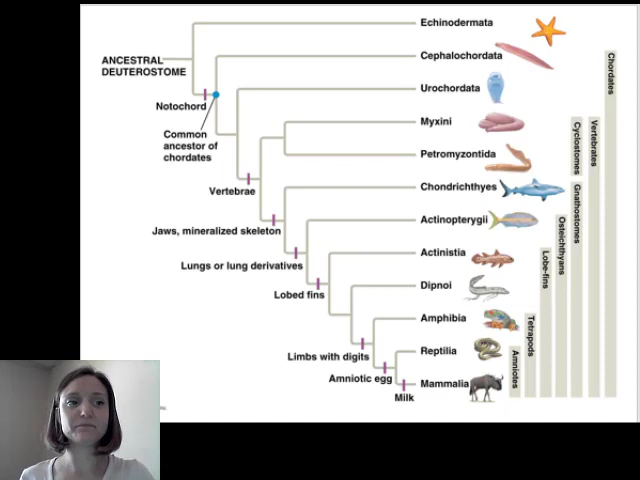 Echinodermata
Cephalochordata
ANCESTRAL
DEUTEROSTOME
Chordates
Urochordata
Notochord
Myxini
Common
ancestor of
chordates
Cyclostomes
Vertebrates
Petromyzontida
Vertebrae
Chondrichthyes
Gnathostomes
Actinopterygii
Jaws, mineralized skeleton
Osteichthyans
Actinistia
Lungs or lung derivatives
Lobe-fins
Dipnoi
Lobed fins
Amphibia
Tetrapods
Reptilia
Limbs with digits
Amniotes
Amniotic egg
Mammalia
Milk